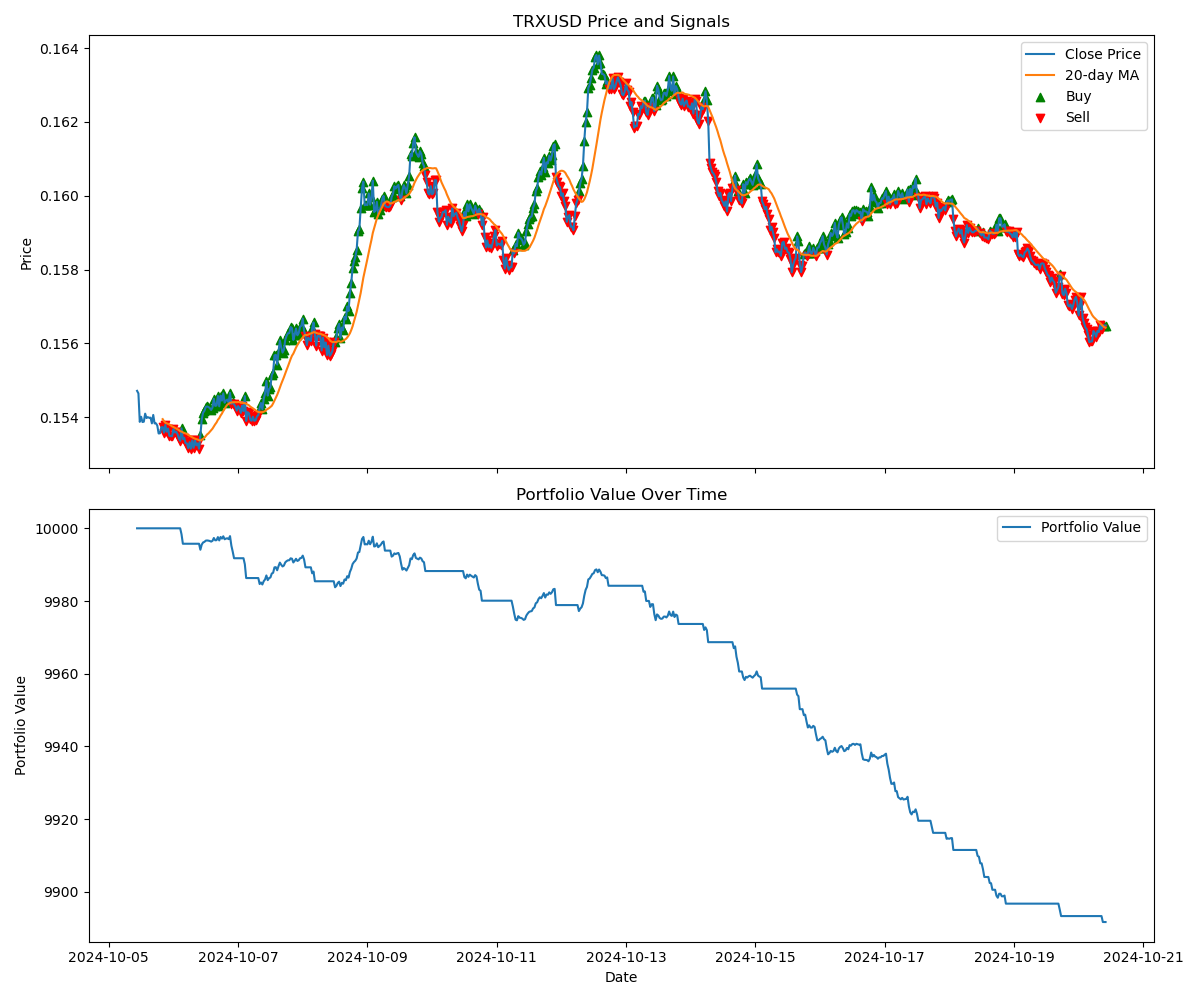 TRXUSD Price and Signals
0.164
0.162
0.160
0.158
0.156
0.154
Price
Close Price
20-day MA
Buy
Sell
Portfolio Value Over Time
10000
9980
9960
9940
9920
9900
Portfolio Value
Portfolio Value
2024-10-05
2024-10-07
2024-10-09
2024-10-11
2024-10-13
2024-10-15
2024-10-17
2024-10-19
2024-10-21
Date